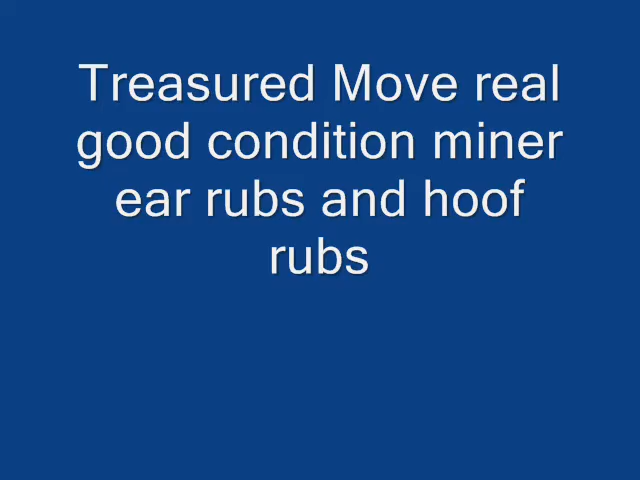 Treasured Move real
good condition miner
ear rubs and hoof
rubs